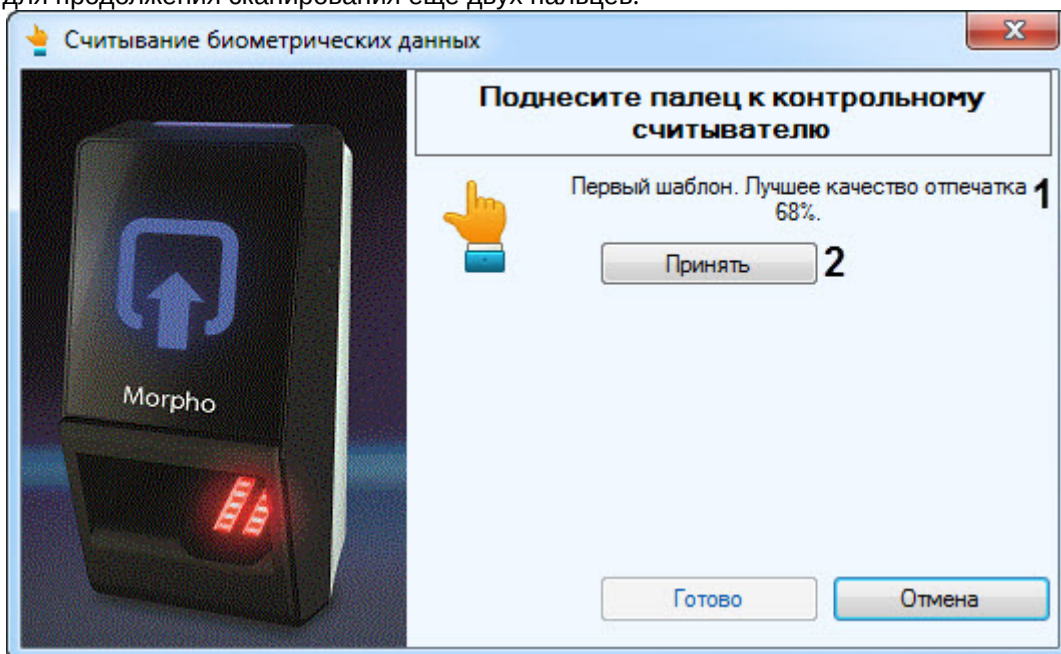 для продолжения сканирования еще двух пальцев.
Считывание биометрических данных
Поднесите палец к контрольному
считывателю
Первый шаблон. Лучшее качество отпечатка 1
68%.
Принять 2
Morpho
Готово Отмена